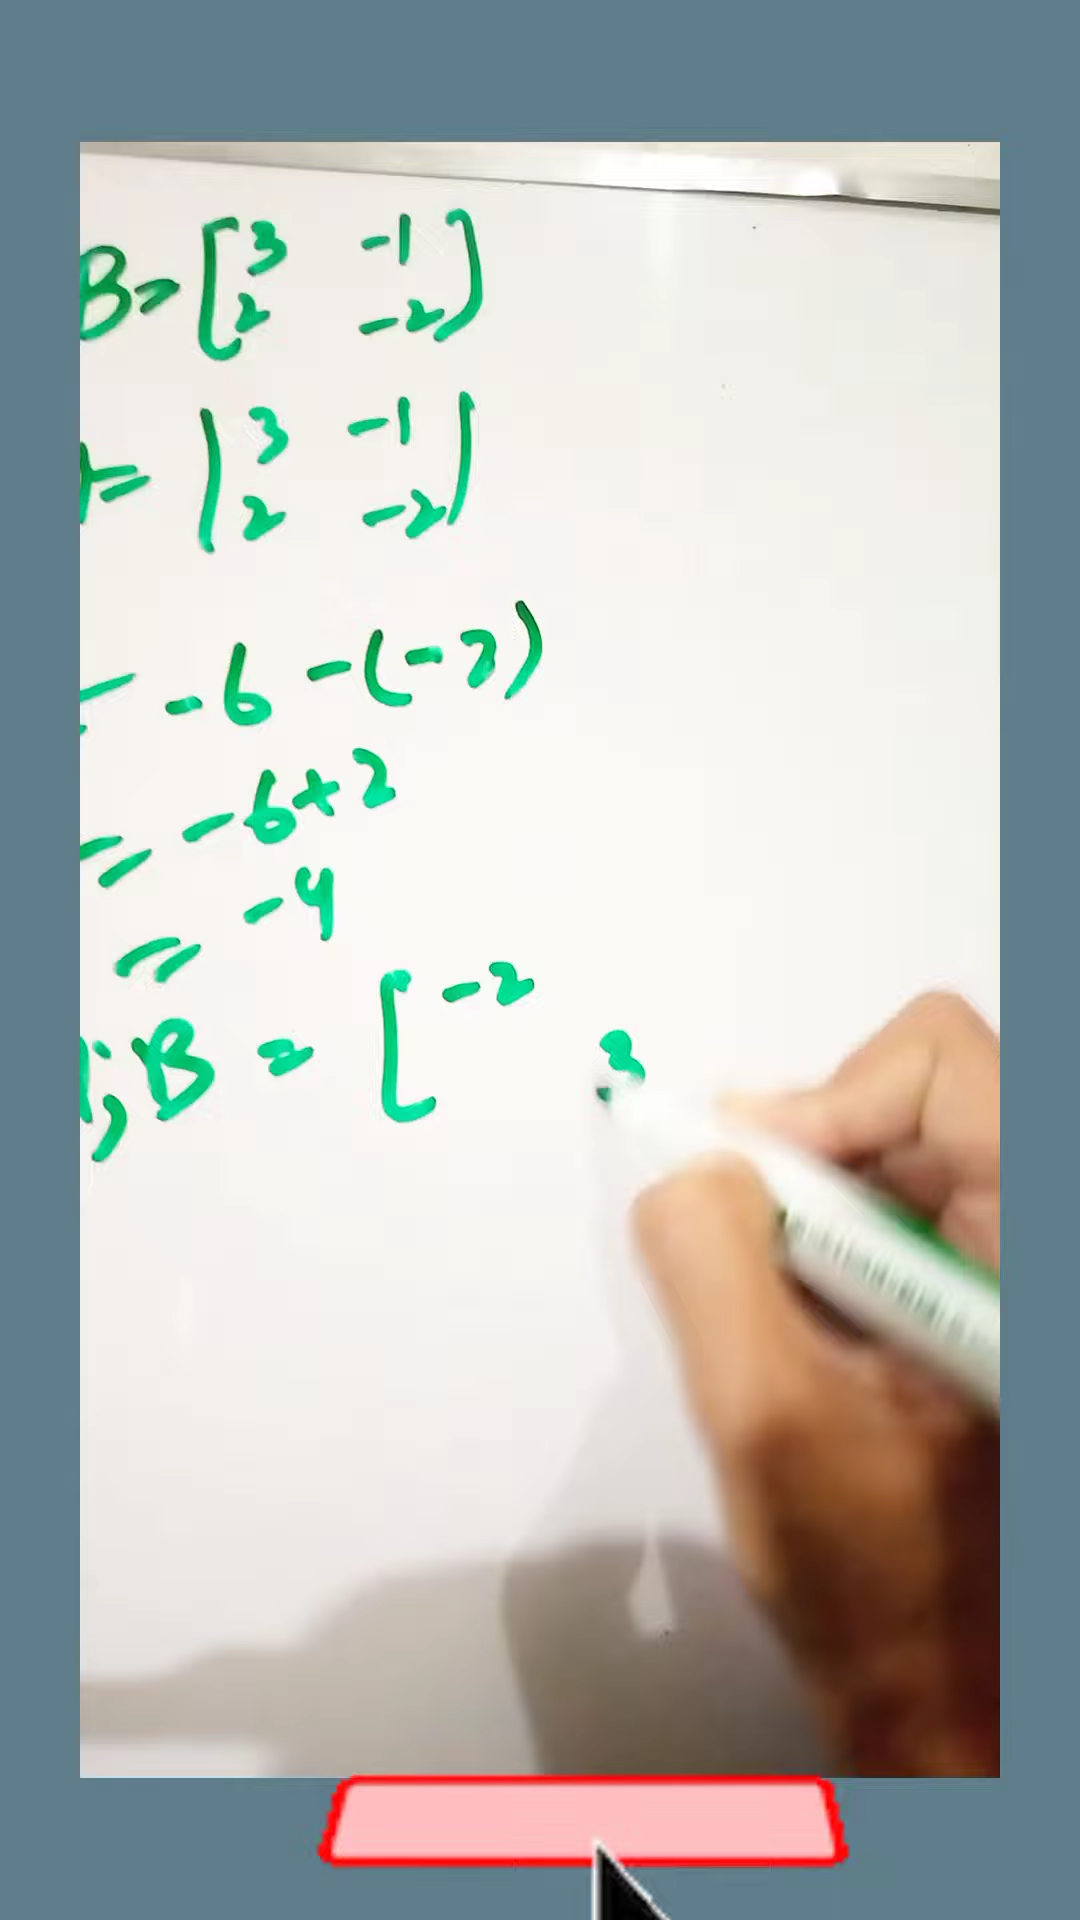 B = [3 -1
2 -2]
= |3 -1
2 -2|
= -6 -(-2)
= -6+2
= -4
j B = [-2
3